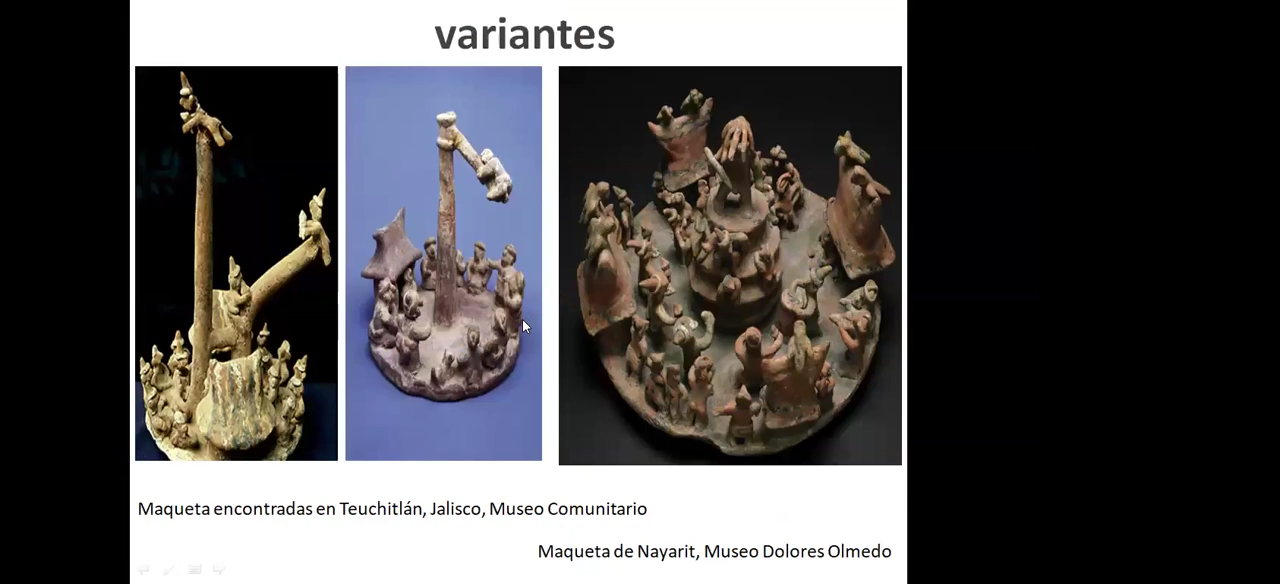 variantes
Maqueta encontradas en Teuchitlán, Jalisco, Museo Comunitario
Maqueta de Nayarit, Museo Dolores Olmedo